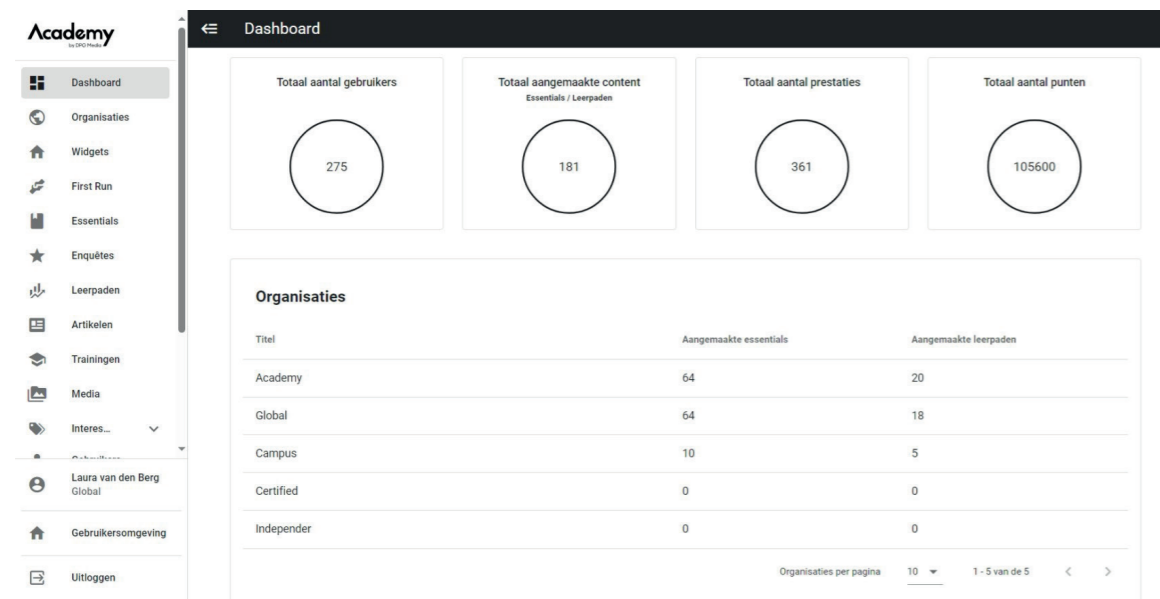 Academy
by DPG Media
Dashboard
Organisaties
Widgets
First Run
Essentials
Enquêtes
Leerpaden
Artikelen
Trainingen
Media
Interes...
Laura van den Berg
Global
Gebruikersomgeving
Uitloggen
Dashboard
Totaal aantal gebruikers
275
Totaal aangemaakte content
Essentials / Leerpaden
181
Totaal aantal prestaties
361
Totaal aantal punten
105600
Organisaties
Titel Aangemaakte essentials Aangemaakte leerpaden
Academy 64 20
Global 64 18
Campus 10 5
Certified 0 0
Independer 0 0
Organisaties per pagina 10 1 - 5 van de 5